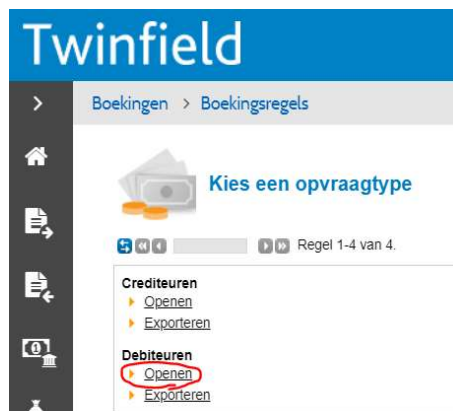 Twinfield
Boekingen > Boekingsregels
Kies een opvraagtype
Regel 1-4 van 4.
Crediteuren
Openen
Exporteren
Debiteuren
Openen
Exporteren